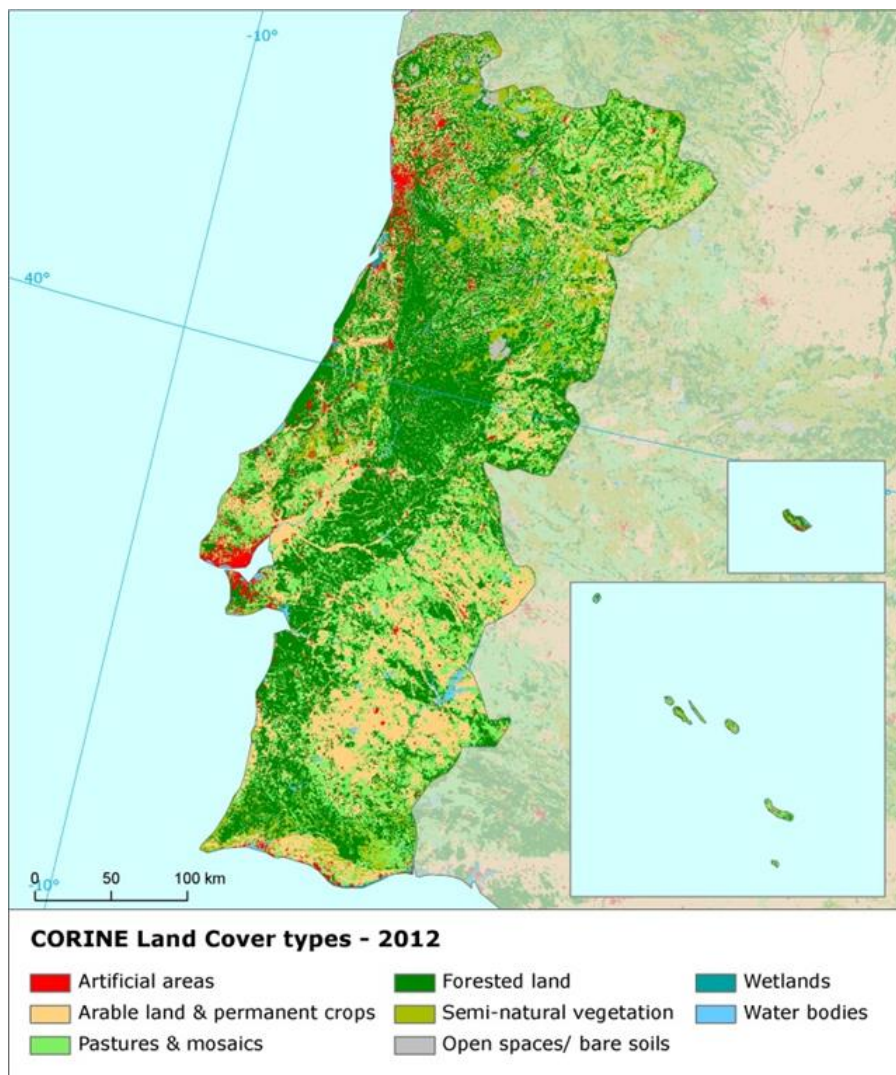 -10°
40°
0 50 100 km
-10°
CORINE Land Cover types - 2012
Artificial areas
Forested land
Wetlands
Arable land & permanent crops
Semi-natural vegetation
Water bodies
Pastures & mosaics
Open spaces/ bare soils